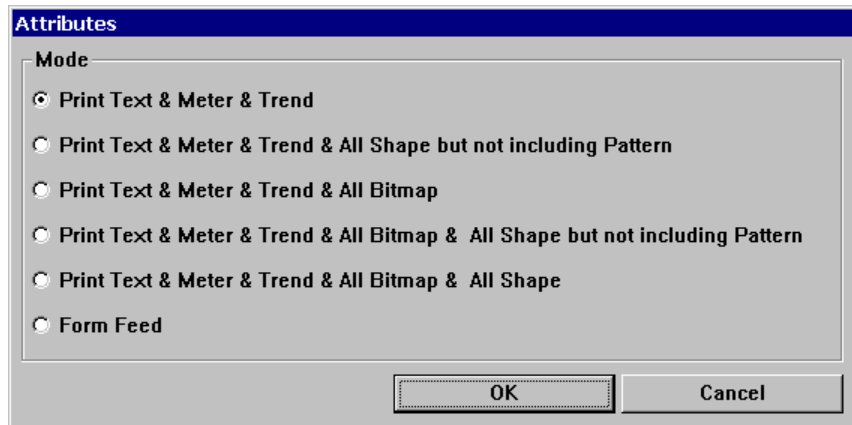 Attributes
Mode
Print Text & Meter & Trend
Print Text & Meter & Trend & All Shape but not including Pattern
Print Text & Meter & Trend & All Bitmap
Print Text & Meter & Trend & All Bitmap &  All Shape but not including Pattern
Print Text & Meter & Trend & All Bitmap &  All Shape
Form Feed
OK Cancel